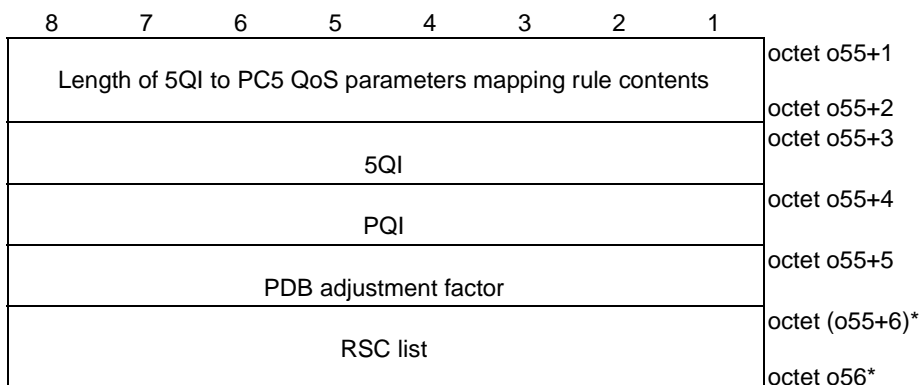 8 7 6 5 4 3 2 1
Length of 5QI to PC5 QoS parameters mapping rule contents
octet o55+1
octet o55+2
5QI
octet o55+3
PQI
octet o55+4
PDB adjustment factor
octet o55+5
RSC list
octet (o55+6)*
octet o56*